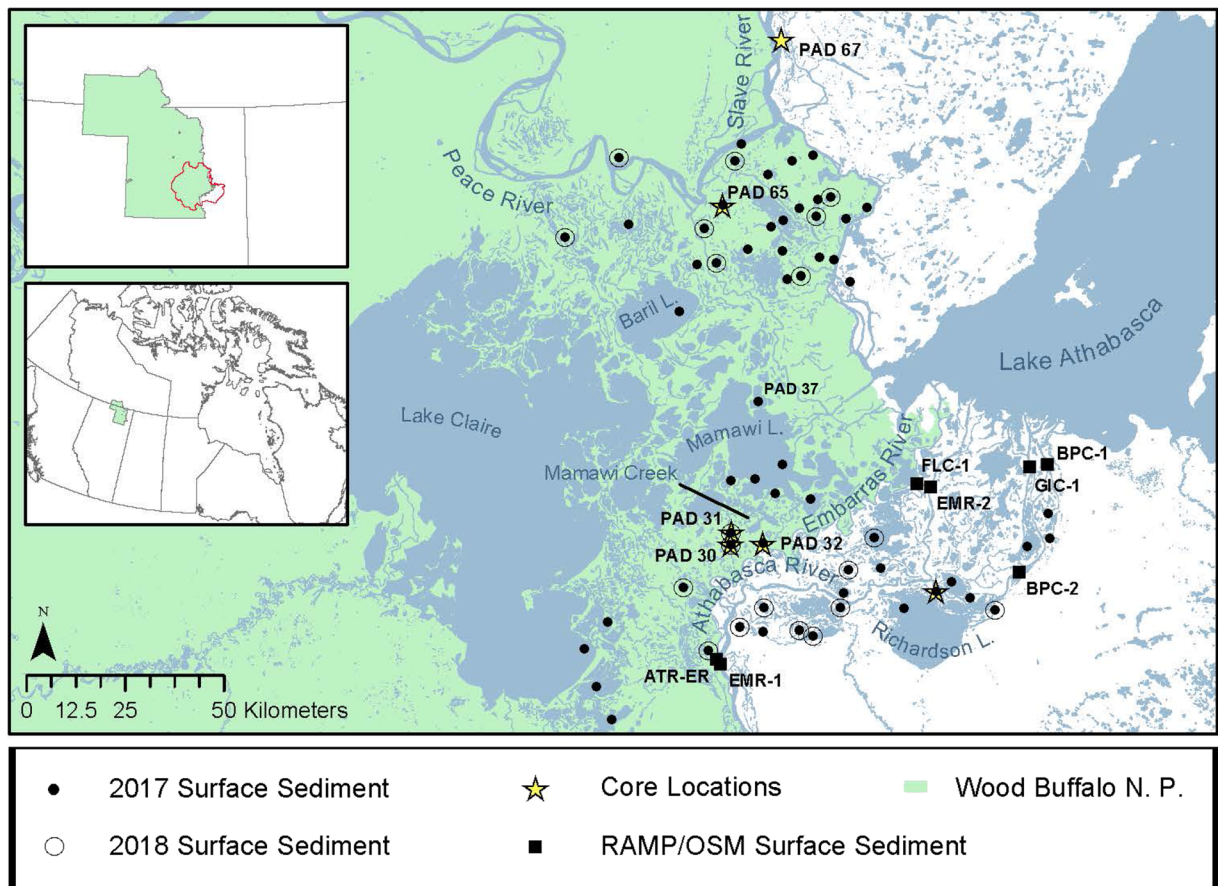 PAD 67
Slave River
Peace River
PAD 65
Baril L.
Lake Athabasca
PAD 37
Lake Claire
Mamawi L.
Mamawi Creek
Embarras River
FLC-1
EMR-2
BPC-1
GIC-1
PAD 31
PAD 30
PAD 32
Athabasca River
BPC-2
Richardson L.
ATR-ER
EMR-1
N
0 12.5 25 50 Kilometers
2017 Surface Sediment
Core Locations
Wood Buffalo N. P.
2018 Surface Sediment
RAMP/OSM Surface Sediment